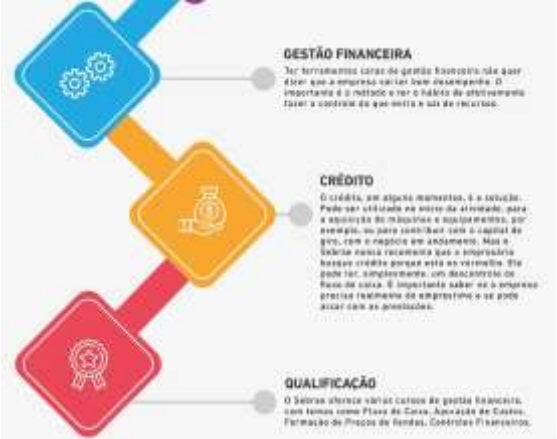 GESTÃO FINANCEIRA
Ter ferramentas caras de gestão financeira não quer
dizer que a empresa vai ter bom desempenho. O
importante é o método e ter o hábito de efetivamente
fazer o controle do que entra e sai de recursos.
CRÉDITO
O crédito, em alguns momentos, é a solução.
Pode ser utilizado no início da atividade, para
a aquisição de máquinas e equipamentos, por
exemplo, ou para contribuir com o capital de
giro, com o negócio em andamento. Mas o
Sebrae nunca recomenda que o empresário
busque crédito porque está no vermelho. Ele
pode ter, simplesmente, um descontrole do
fluxo de caixa. É importante saber se a empresa
precisa realmente do empréstimo e se pode
arcar com as prestações.
QUALIFICAÇÃO
O Sebrae oferece vários cursos de gestão financeira,
com temas como Fluxo de Caixa, Apuração de Custos,
Formação de Preços de Vendas, Controles Financeiros,